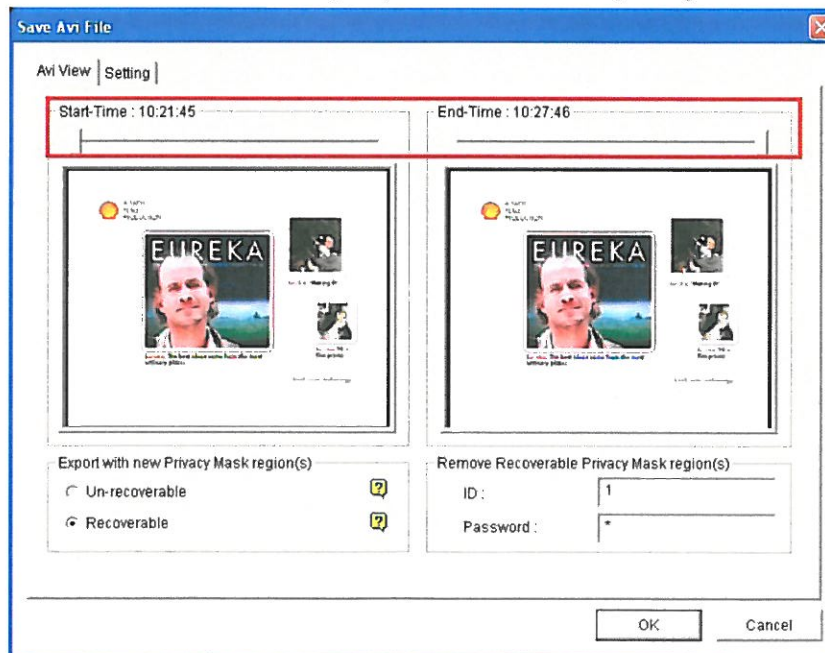 Save Avi File
Avi View
Setting
Start-Time : 10:21:45
End-Time : 10:27:46
EUREKA
EUREKA
Export with new Privacy Mask region(s)
Un-recoverable
?
Recoverable
?
Remove Recoverable Privacy Mask region(s)
ID :
1
Password :
*
OK
Cancel